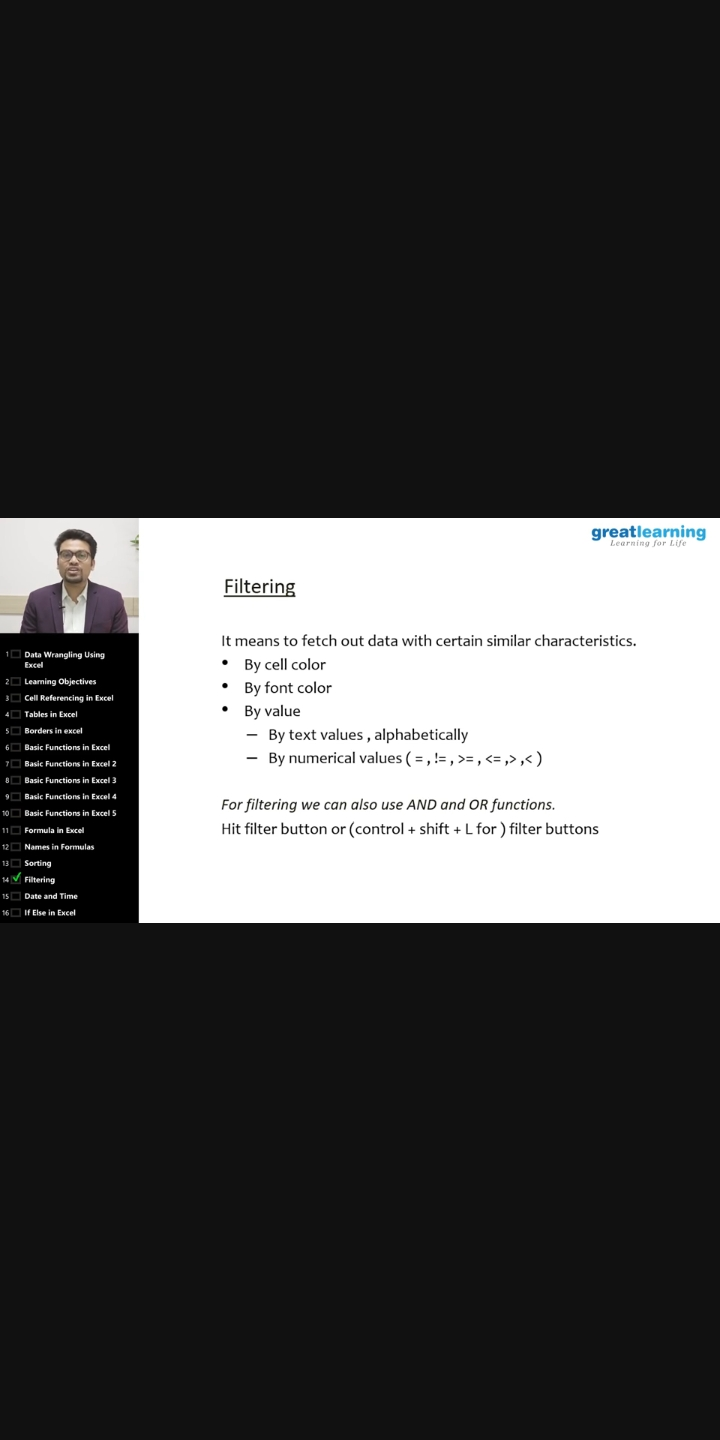 greatlearning
Learning for Life
Filtering
It means to fetch out data with certain similar characteristics.
• By cell color
• By font color
• By value
– By text values , alphabetically
– By numerical values ( = , != , >= , <= ,> ,< )
For filtering we can also use AND and OR functions.
Hit filter button or (control + shift + L for ) filter buttons
1 Data Wrangling Using
Excel
2 Learning Objectives
3 Cell Referencing in Excel
4 Tables in Excel
5 Borders in excel
6 Basic Functions in Excel
7 Basic Functions in Excel 2
8 Basic Functions in Excel 3
9 Basic Functions in Excel 4
10 Basic Functions in Excel 5
11 Formula in Excel
12 Names in Formulas
13 Sorting
14 Filtering
15 Date and Time
16 If Else in Excel